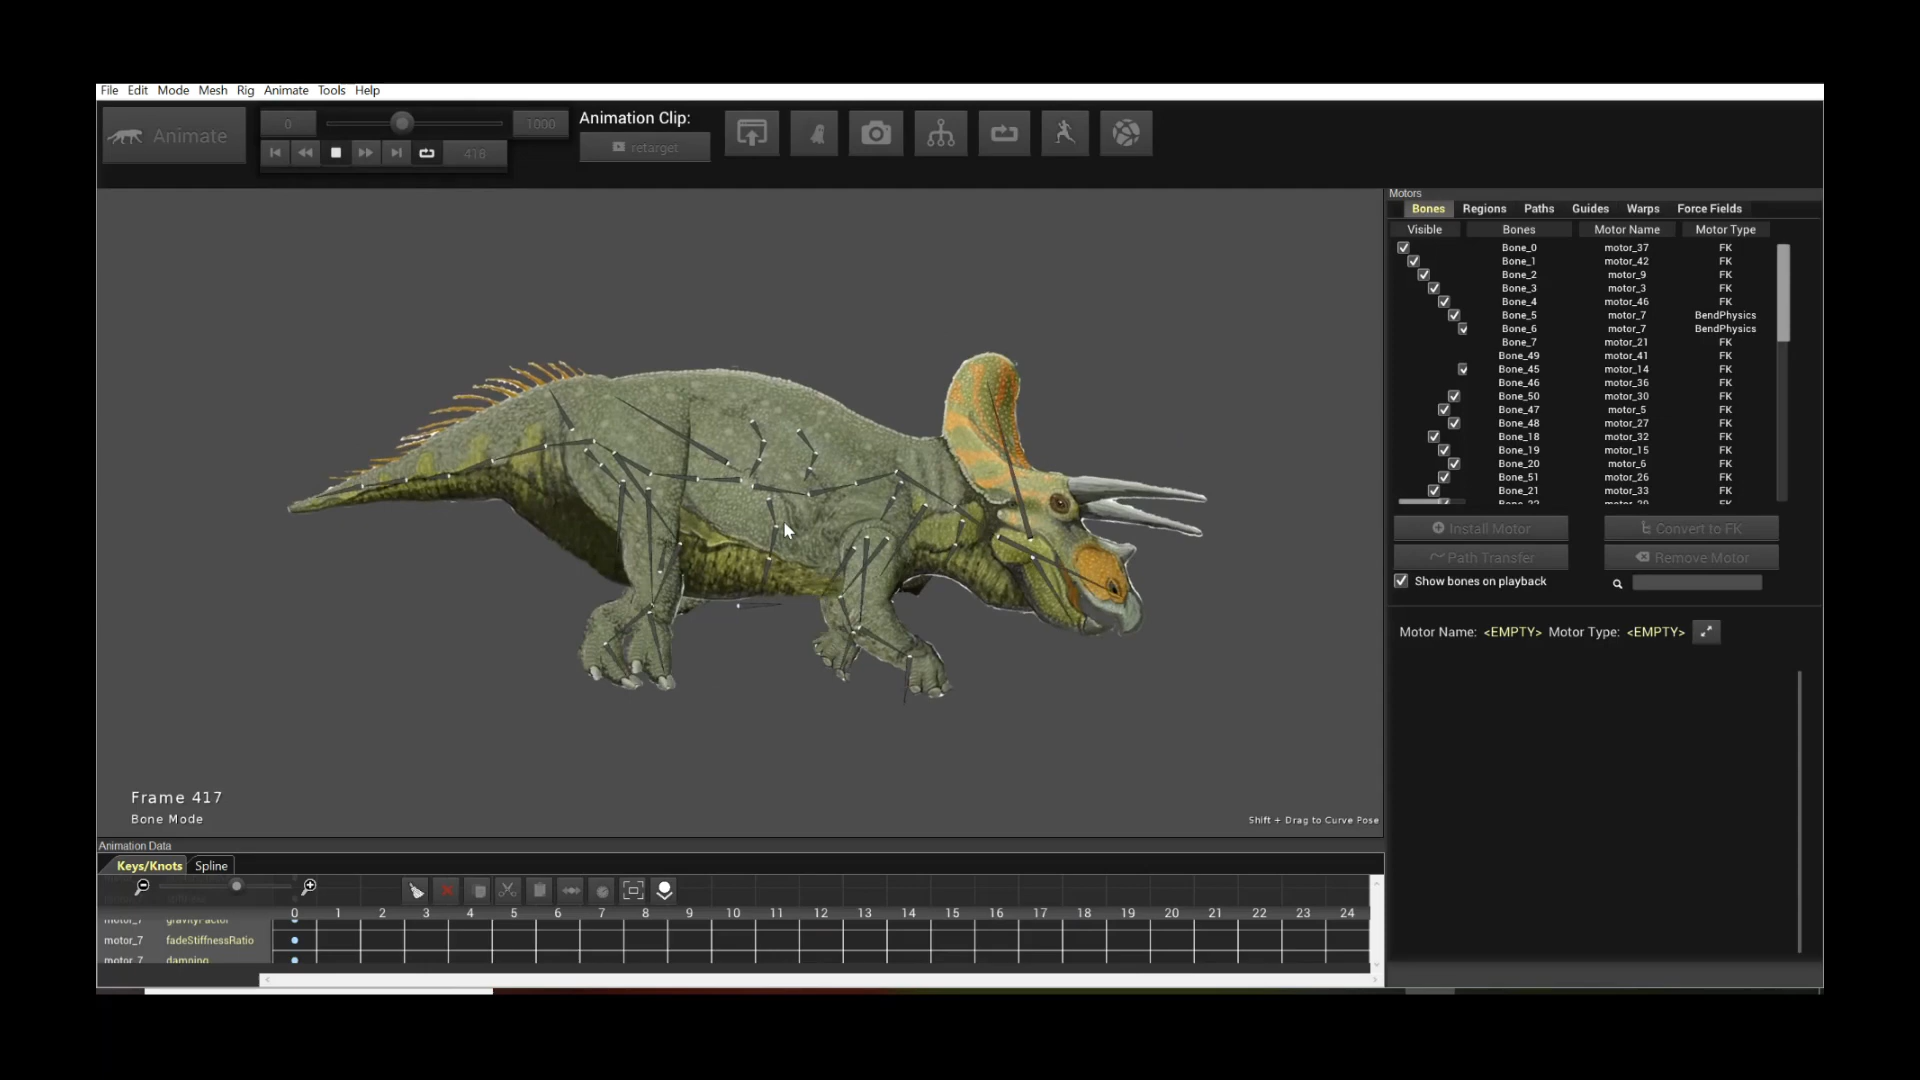 File Edit Mode Mesh Rig Animate Tools Help
Animate
0
1000
418
Animation Clip:
retarget
Frame 417
Bone Mode
Shift + Drag to Curve Pose
Motors
Bones Regions Paths Guides Warps Force Fields
Visible Bones Motor Name Motor Type
Bone_0 motor_37 FK
Bone_1 motor_42 FK
Bone_2 motor_9 FK
Bone_3 motor_3 FK
Bone_4 motor_46 FK
Bone_5 motor_7 BendPhysics
Bone_6 motor_7 BendPhysics
Bone_7 motor_21 FK
Bone_49 motor_41 FK
Bone_45 motor_14 FK
Bone_46 motor_36 FK
Bone_50 motor_30 FK
Bone_47 motor_5 FK
Bone_48 motor_27 FK
Bone_18 motor_32 FK
Bone_19 motor_15 FK
Bone_20 motor_6 FK
Bone_51 motor_26 FK
Bone_21 motor_33 FK
Install Motor Convert to FK
Path Transfer Remove Motor
Show bones on playback
Motor Name: <EMPTY> Motor Type: <EMPTY>
Animation Data
Keys/Knots Spline
0 1 2 3 4 5 6 7 8 9 10 11 12 13 14 15 16 17 18 19 20 21 22 23 24
motor_7 gravityFactor
motor_7 fadeStiffnessRatio
motor_7 damping